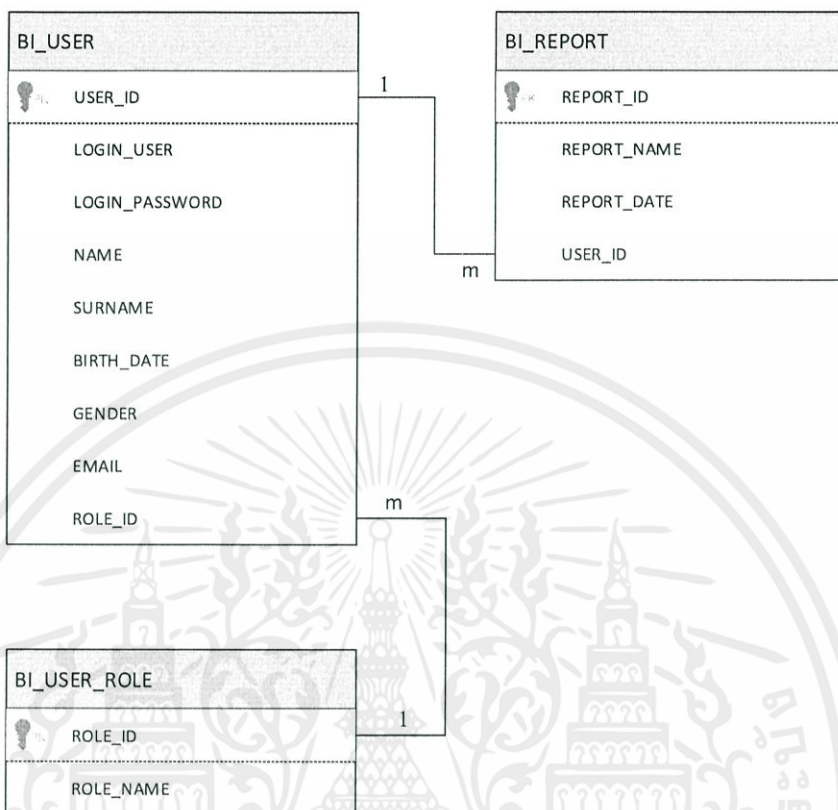 BI_USER
USER_ID
LOGIN_USER
LOGIN_PASSWORD
NAME
SURNAME
BIRTH_DATE
GENDER
EMAIL
ROLE_ID
1
m
BI_REPORT
REPORT_ID
REPORT_NAME
REPORT_DATE
USER_ID
m
1
BI_USER_ROLE
ROLE_ID
ROLE_NAME